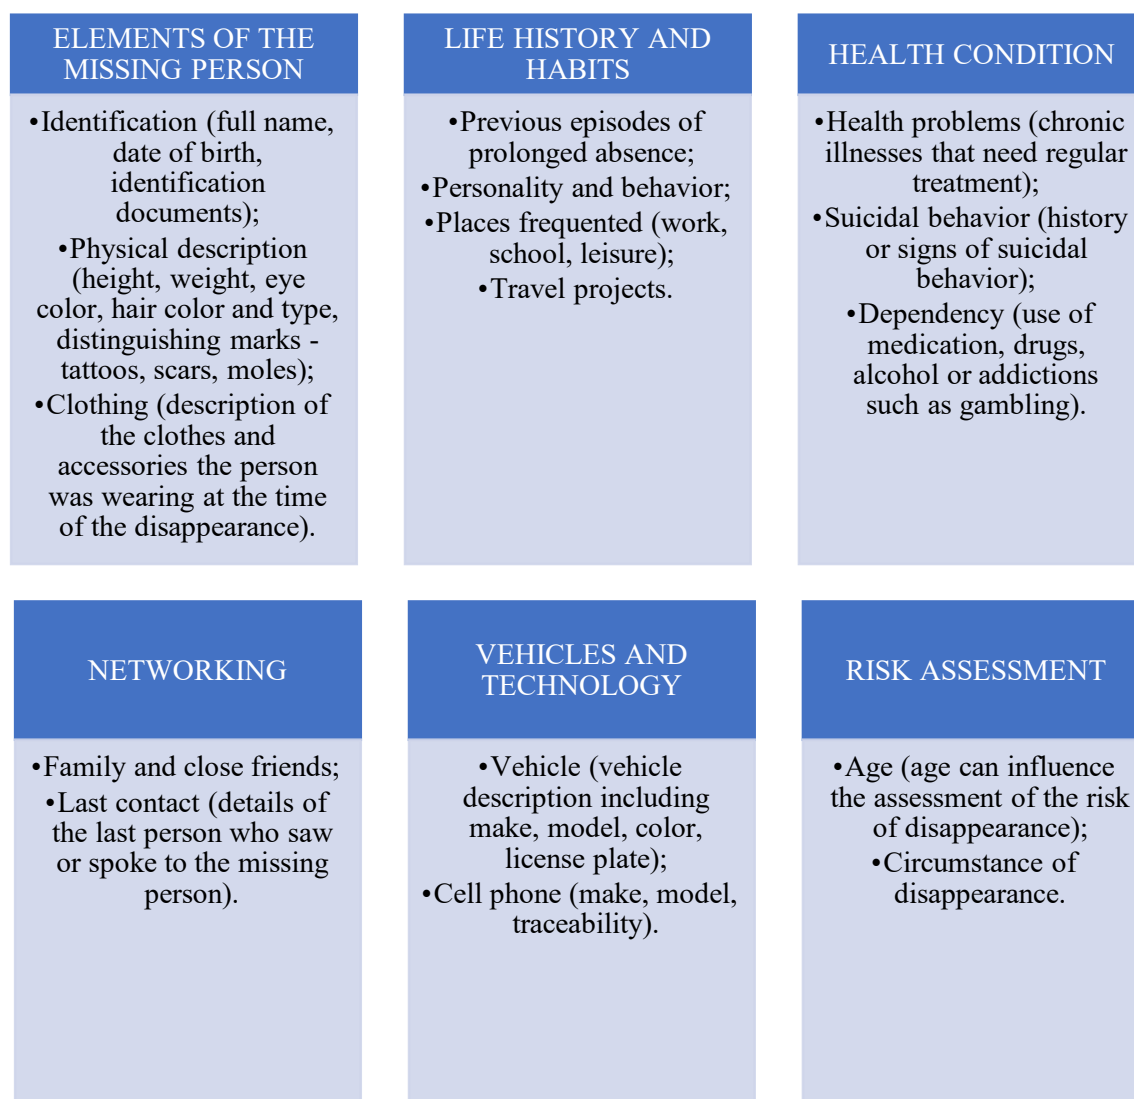 ELEMENTS OF THE
MISSING PERSON
•Identification (full name,
date of birth,
identification
documents);
•Physical description
(height, weight, eye
color, hair color and type,
distinguishing marks -
tattoos, scars, moles);
•Clothing (description of
the clothes and
accessories the person
was wearing at the time
of the disappearance).
LIFE HISTORY AND
HABITS
•Previous episodes of
prolonged absence;
•Personality and behavior;
•Places frequented (work,
school, leisure);
•Travel projects.
HEALTH CONDITION
•Health problems (chronic
illnesses that need regular
treatment);
•Suicidal behavior (history
or signs of suicidal
behavior);
•Dependency (use of
medication, drugs,
alcohol or addictions
such as gambling).
NETWORKING
•Family and close friends;
•Last contact (details of
the last person who saw
or spoke to the missing
person).
VEHICLES AND
TECHNOLOGY
•Vehicle (vehicle
description including
make, model, color,
license plate);
•Cell phone (make, model,
traceability).
RISK ASSESSMENT
•Age (age can influence
the assessment of the risk
of disappearance);
•Circumstance of
disappearance.